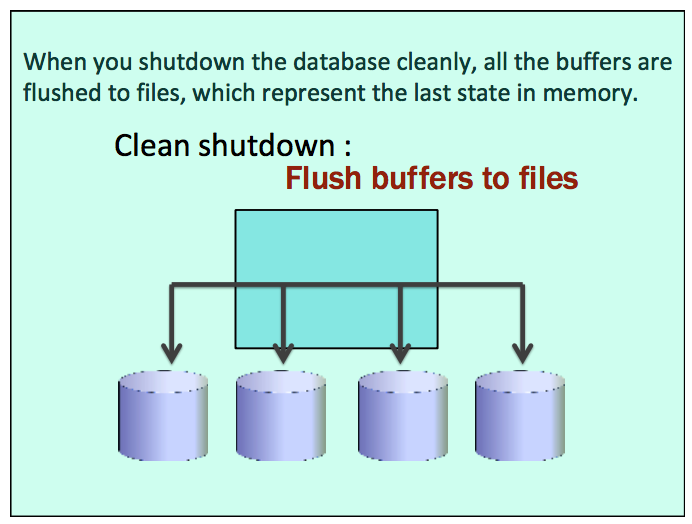 When you shutdown the database cleanly, all the buffers are
flushed to files, which represent the last state in memory.
Clean shutdown :
Flush buffers to files